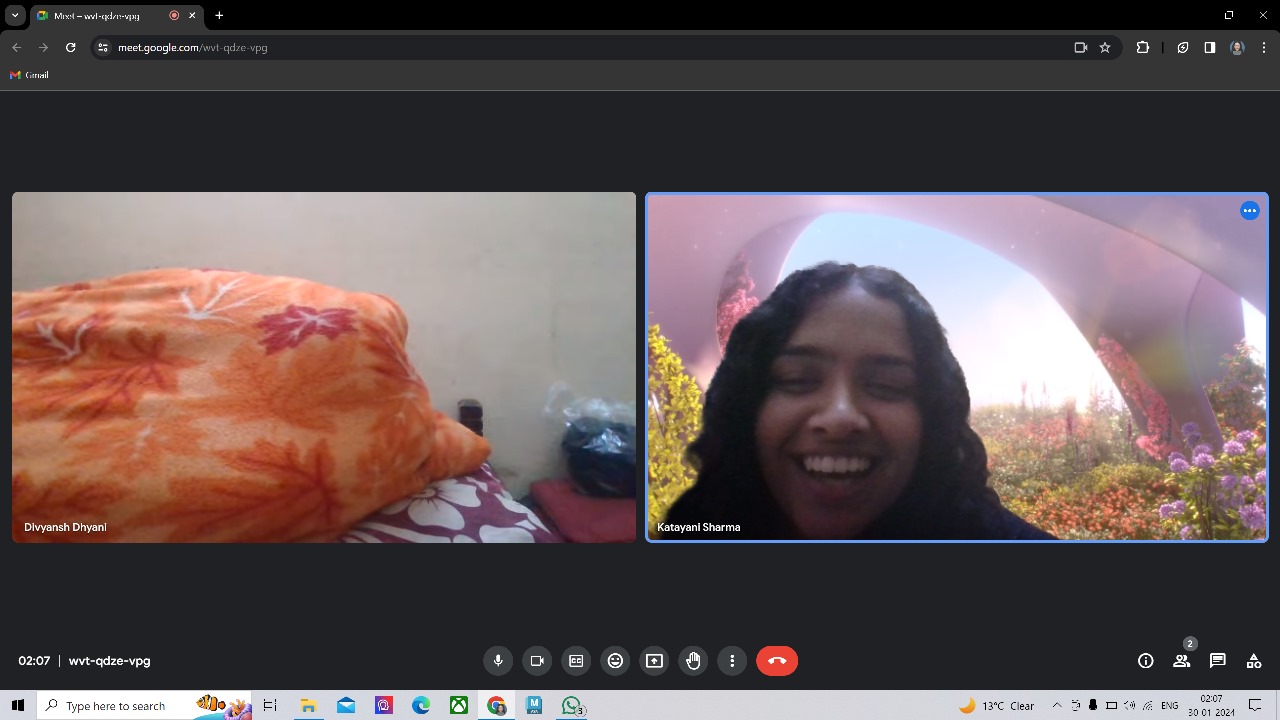 Meet – wvt-qdze-vpg
meet.google.com/wvt-qdze-vpg
Gmail
Divyansh Dhyani
Katayani Sharma
02:07 | wvt-qdze-vpg
CC
2
Type here to search
13°C Clear
ENG
02:07
30-01-2024